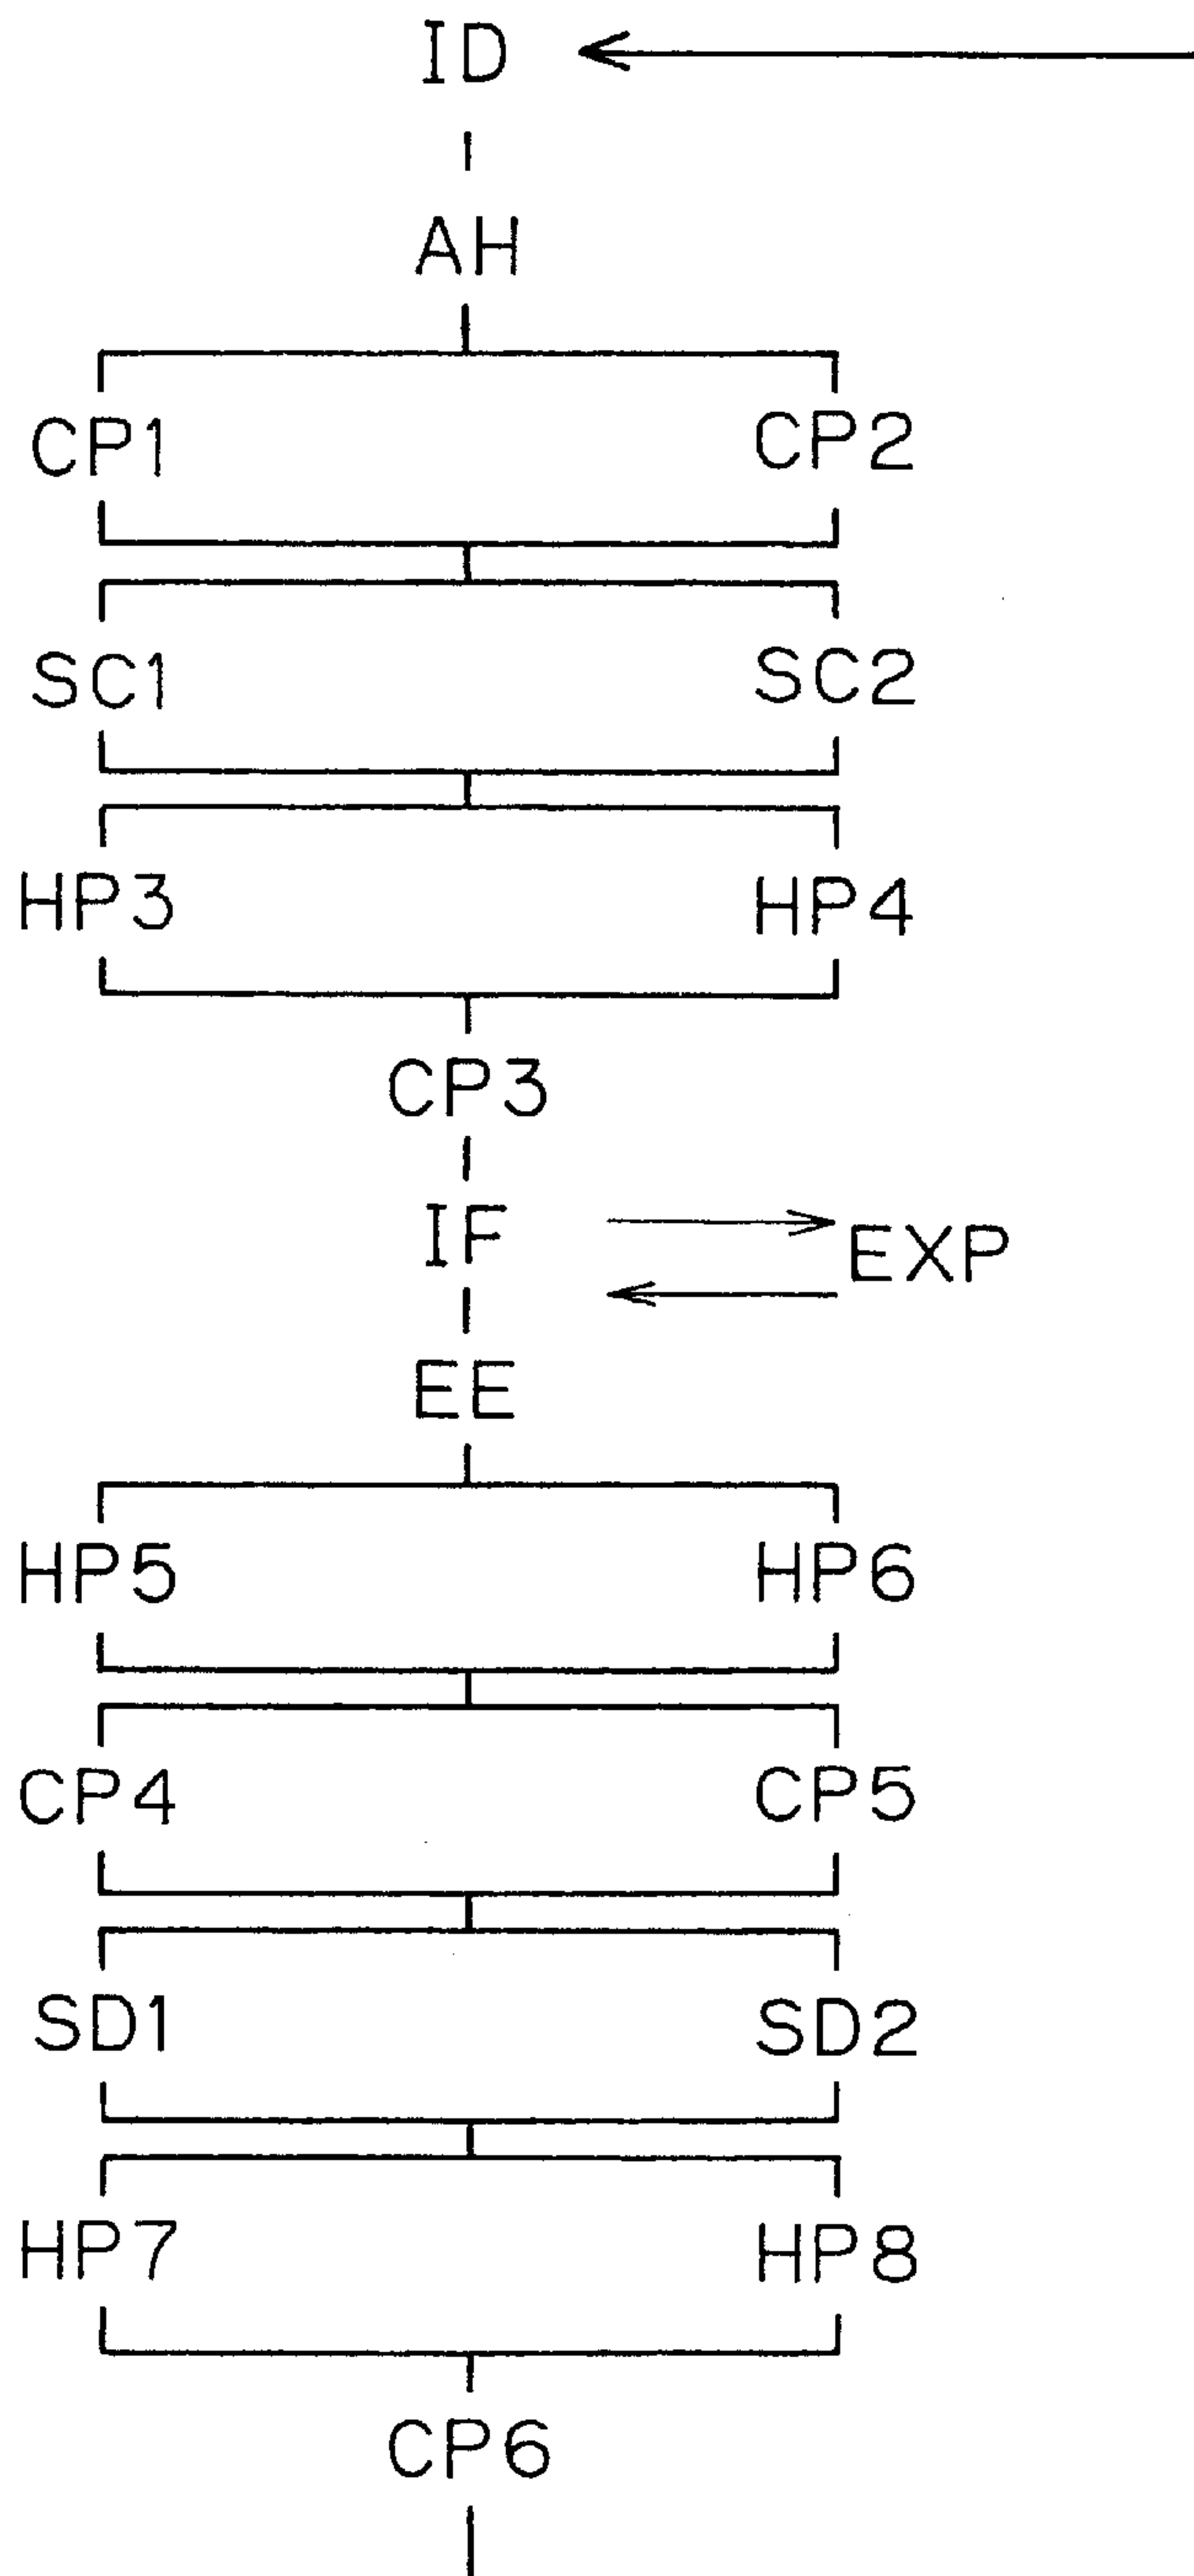 ID
AH
CP1 CP2
SC1 SC2
HP3 HP4
CP3
IF EXP
EE
HP5 HP6
CP4 CP5
SD1 SD2
HP7 HP8
CP6